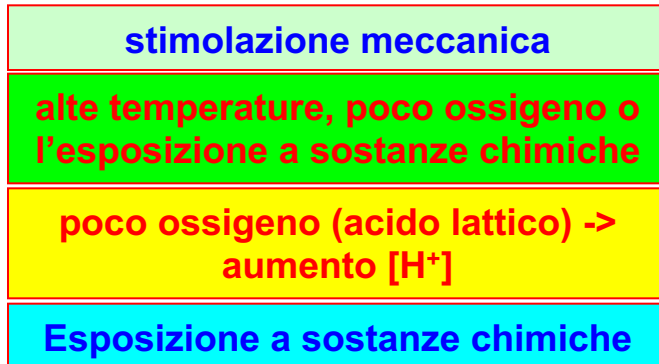 stimolazione meccanica
alte temperature, poco ossigeno o
l’esposizione a sostanze chimiche
poco ossigeno (acido lattico) ->
aumento [H⁺]
Esposizione a sostanze chimiche